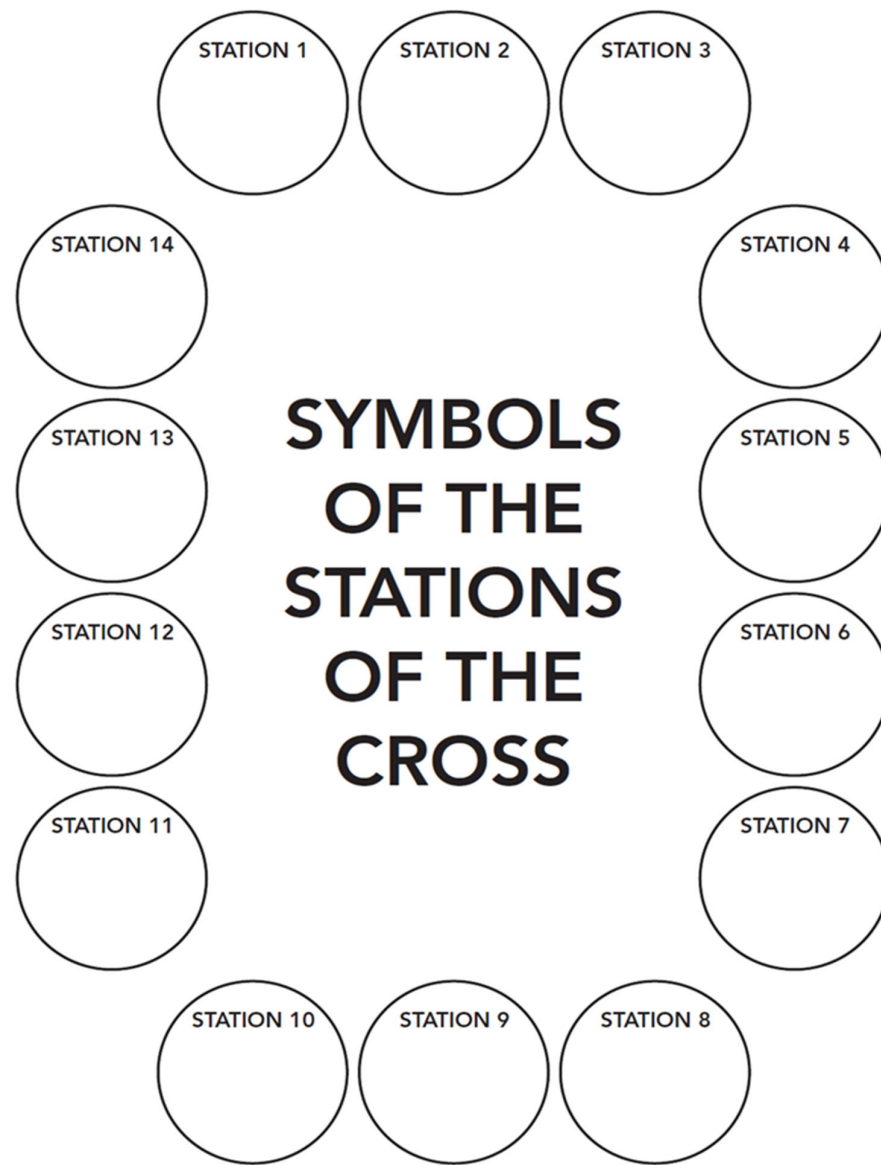 STATION 1
STATION 2
STATION 3
STATION 14
STATION 4
STATION 13
STATION 5
SYMBOLS
OF THE
STATIONS
OF THE
CROSS
STATION 12
STATION 6
STATION 11
STATION 7
STATION 10
STATION 9
STATION 8